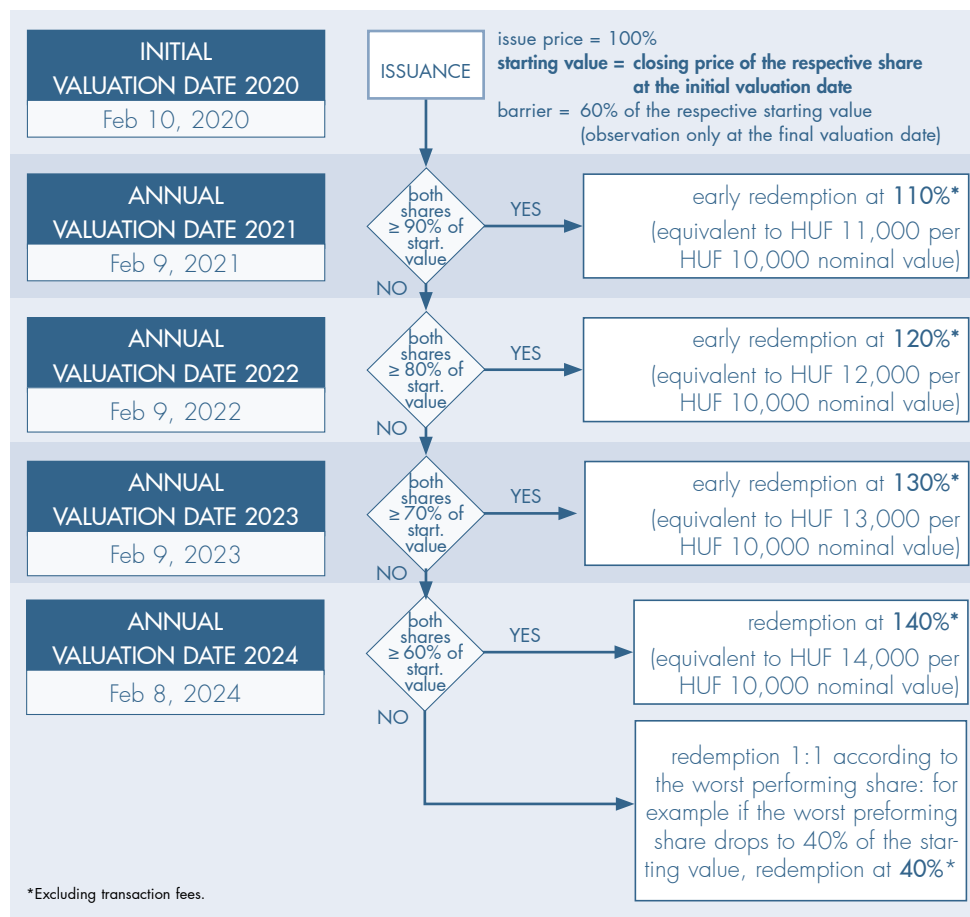 INITIAL
VALUATION DATE 2020
Feb 10, 2020
ISSUANCE
issue price = 100%
starting value = closing price of the respective share
at the initial valuation date
barrier = 60% of the respective starting value
(observation only at the final valuation date)
ANNUAL
VALUATION DATE 2021
Feb 9, 2021
both
shares
≥ 90% of
start.
value
YES
NO
early redemption at 110%*
(equivalent to HUF 11,000 per
HUF 10,000 nominal value)
ANNUAL
VALUATION DATE 2022
Feb 9, 2022
both
shares
≥ 80% of
start.
value
YES
NO
early redemption at 120%*
(equivalent to HUF 12,000 per
HUF 10,000 nominal value)
ANNUAL
VALUATION DATE 2023
Feb 9, 2023
both
shares
≥ 70% of
start.
value
YES
NO
early redemption at 130%*
(equivalent to HUF 13,000 per
HUF 10,000 nominal value)
ANNUAL
VALUATION DATE 2024
Feb 8, 2024
both
shares
≥ 60% of
start.
value
YES
NO
redemption at 140%*
(equivalent to HUF 14,000 per
HUF 10,000 nominal value)
redemption 1:1 according to
the worst performing share: for
example if the worst preforming
share drops to 40% of the star-
ting value, redemption at 40%*
*Excluding transaction fees.